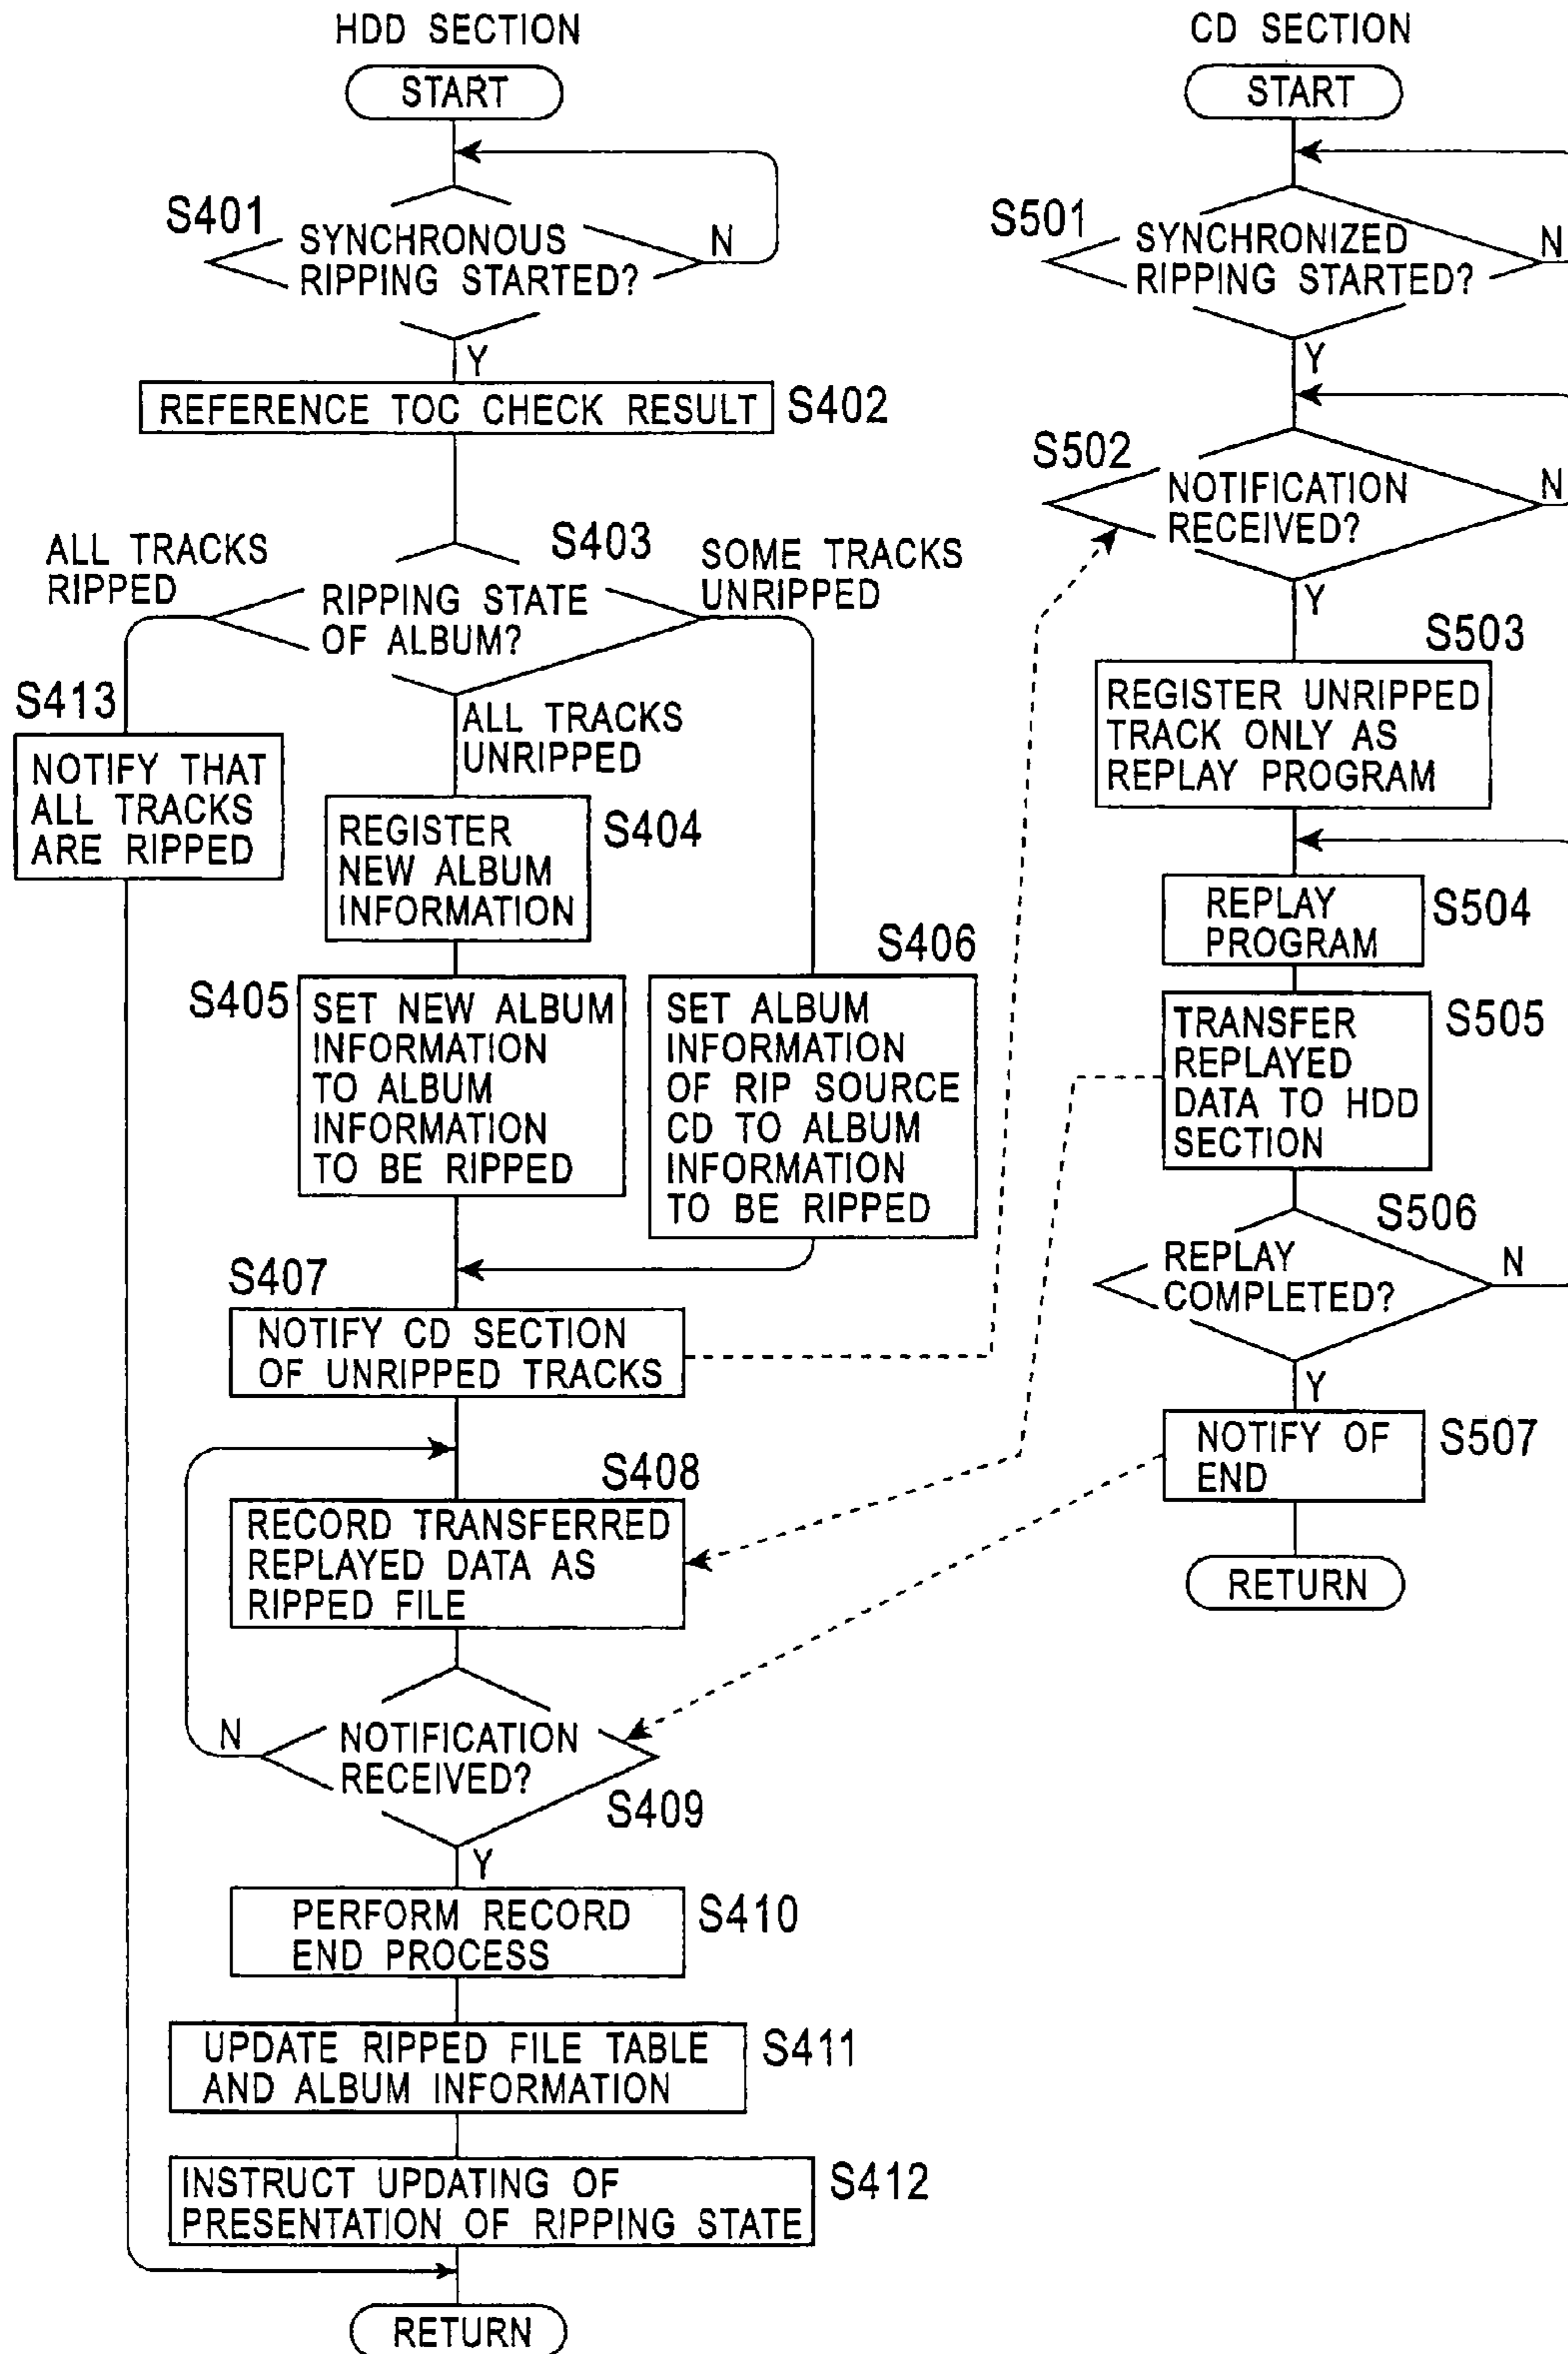 HDD SECTION
START
S401
SYNCHRONOUS
RIPPING STARTED?
N
Y
REFERENCE TOC CHECK RESULT
S402
S403
ALL TRACKS
RIPPED
RIPPING STATE
OF ALBUM?
SOME TRACKS
UNRIPPED
ALL TRACKS
UNRIPPED
S413
NOTIFY THAT
ALL TRACKS
ARE RIPPED
REGISTER
NEW ALBUM
INFORMATION
S404
S405
SET NEW ALBUM
INFORMATION
TO ALBUM
INFORMATION
TO BE RIPPED
S406
SET ALBUM
INFORMATION
OF RIP SOURCE
CD TO ALBUM
INFORMATION
TO BE RIPPED
S407
NOTIFY CD SECTION
OF UNRIPPED TRACKS
S408
RECORD TRANSFERRED
REPLAYED DATA AS
RIPPED FILE
N
NOTIFICATION
RECEIVED?
S409
Y
PERFORM RECORD
END PROCESS
S410
UPDATE RIPPED FILE TABLE
AND ALBUM INFORMATION
S411
INSTRUCT UPDATING OF
PRESENTATION OF RIPPING STATE
S412
RETURN
CD SECTION
START
S501
SYNCHRONIZED
RIPPING STARTED?
N
Y
S502
NOTIFICATION
RECEIVED?
N
Y
S503
REGISTER UNRIPPED
TRACK ONLY AS
REPLAY PROGRAM
REPLAY
PROGRAM
S504
TRANSFER
REPLAYED
DATA TO HDD
SECTION
S505
S506
REPLAY
COMPLETED?
N
Y
NOTIFY OF
END
S507
RETURN